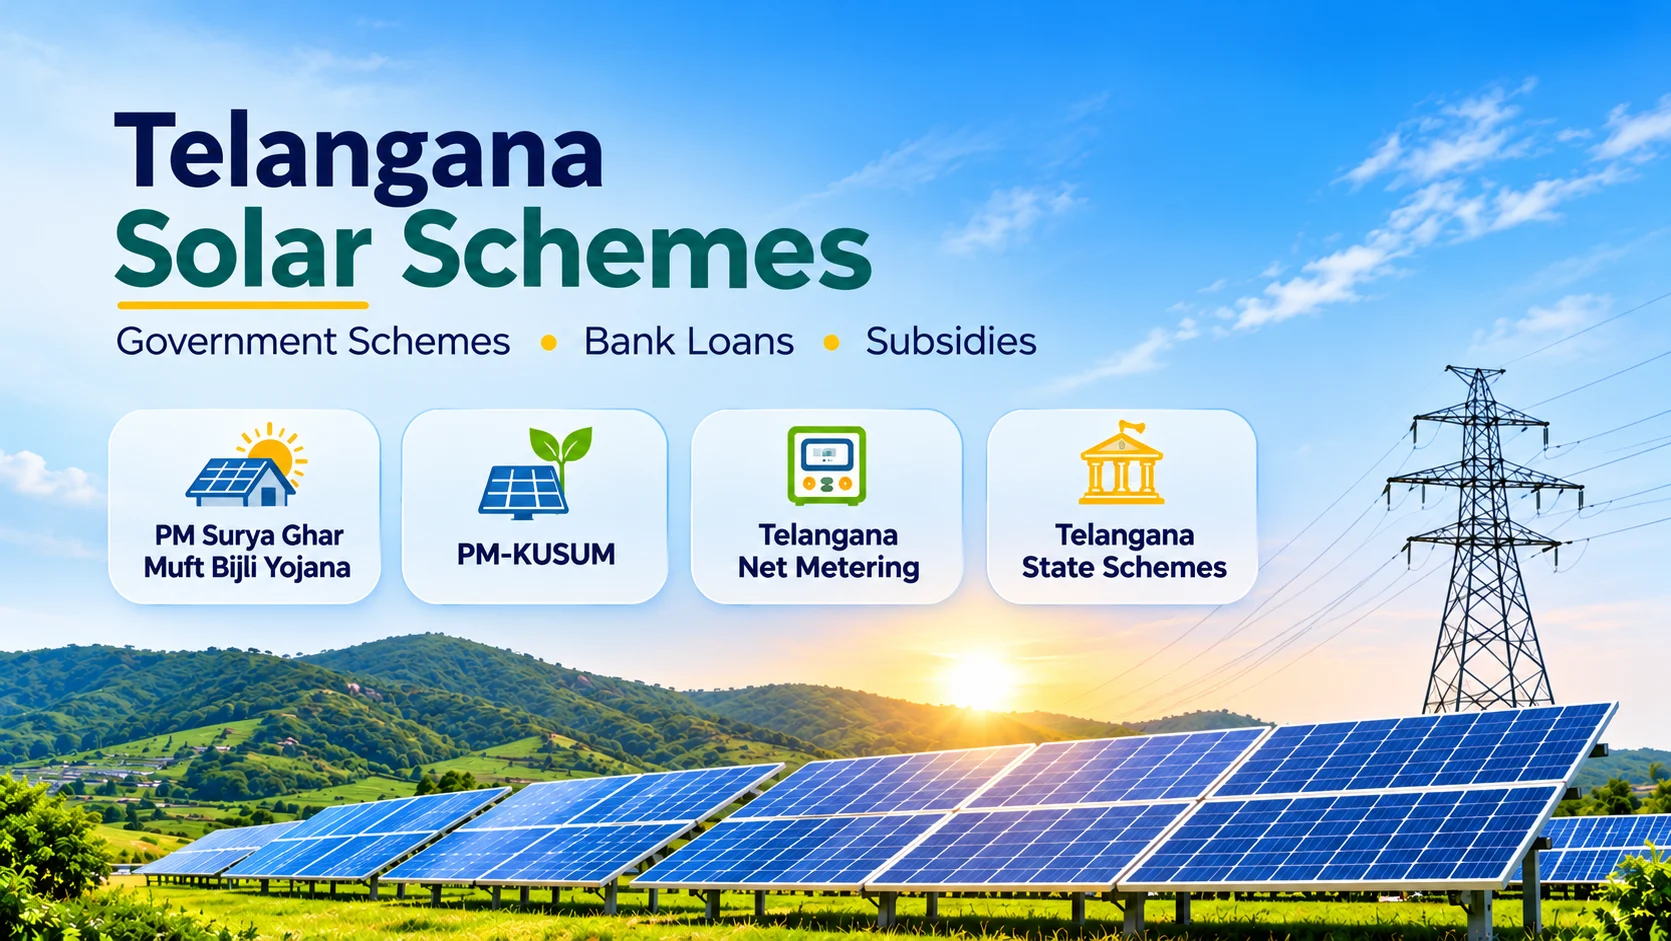 Telangana
Solar Schemes
Government Schemes • Bank Loans • Subsidies
PM Surya Ghar
Muft Bijli Yojana
PM-KUSUM
Telangana
Net Metering
Telangana
State Schemes